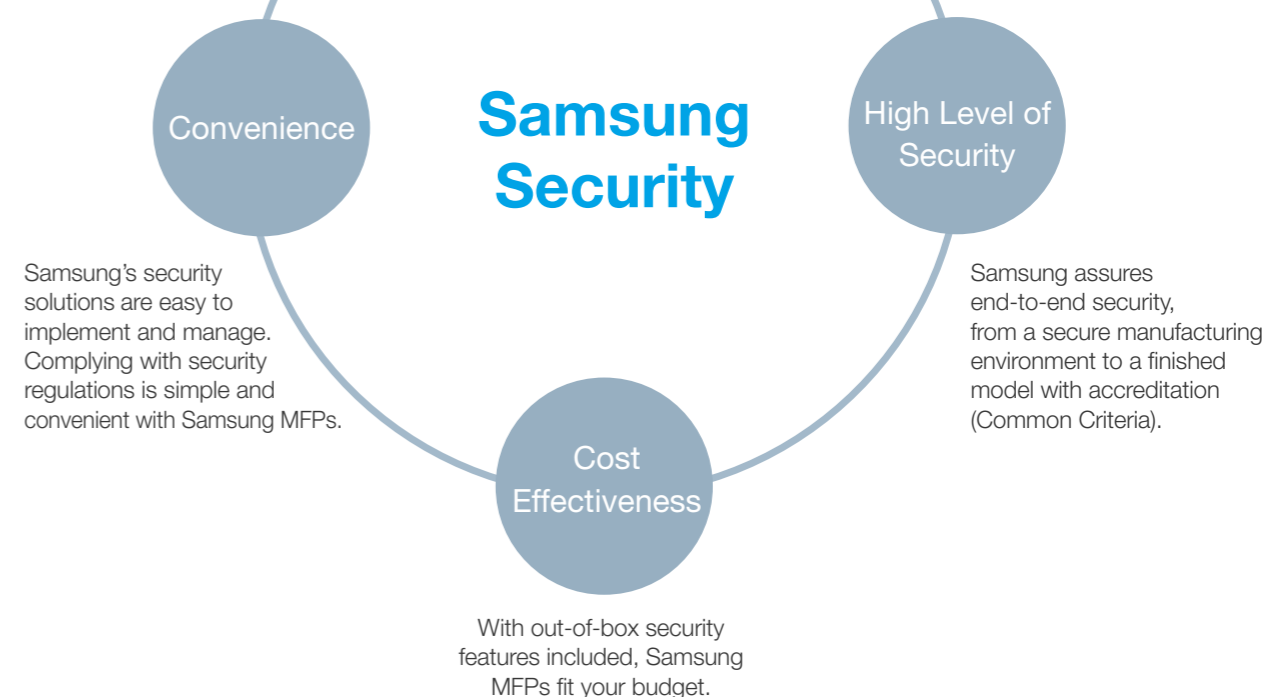 Convenience
Samsung
Security
High Level of
Security
Samsung’s security
solutions are easy to
implement and manage.
Complying with security
regulations is simple and
convenient with Samsung MFPs.
Samsung assures
end-to-end security,
from a secure manufacturing
environment to a finished
model with accreditation
(Common Criteria).
Cost
Effectiveness
With out-of-box security
features included, Samsung
MFPs fit your budget.